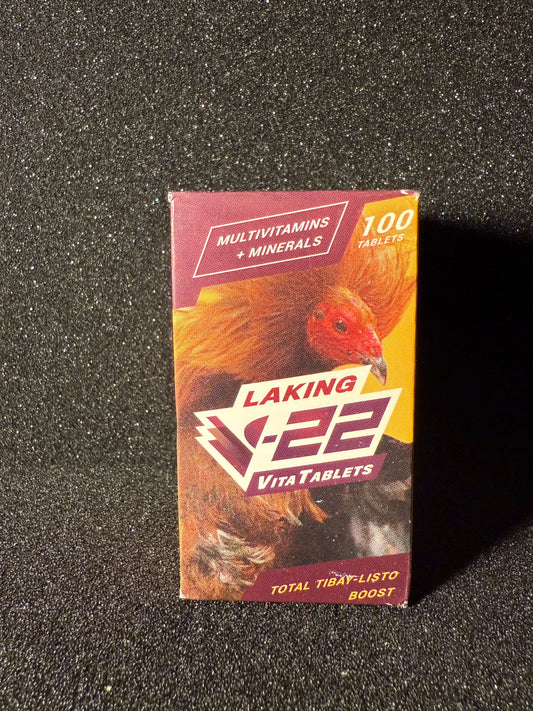 MULTIVITAMINS
+ MINERALS
100
TABLETS
LAKING
V-22
VITATABLETS
TOTAL TIBAY-LISTO
BOOST